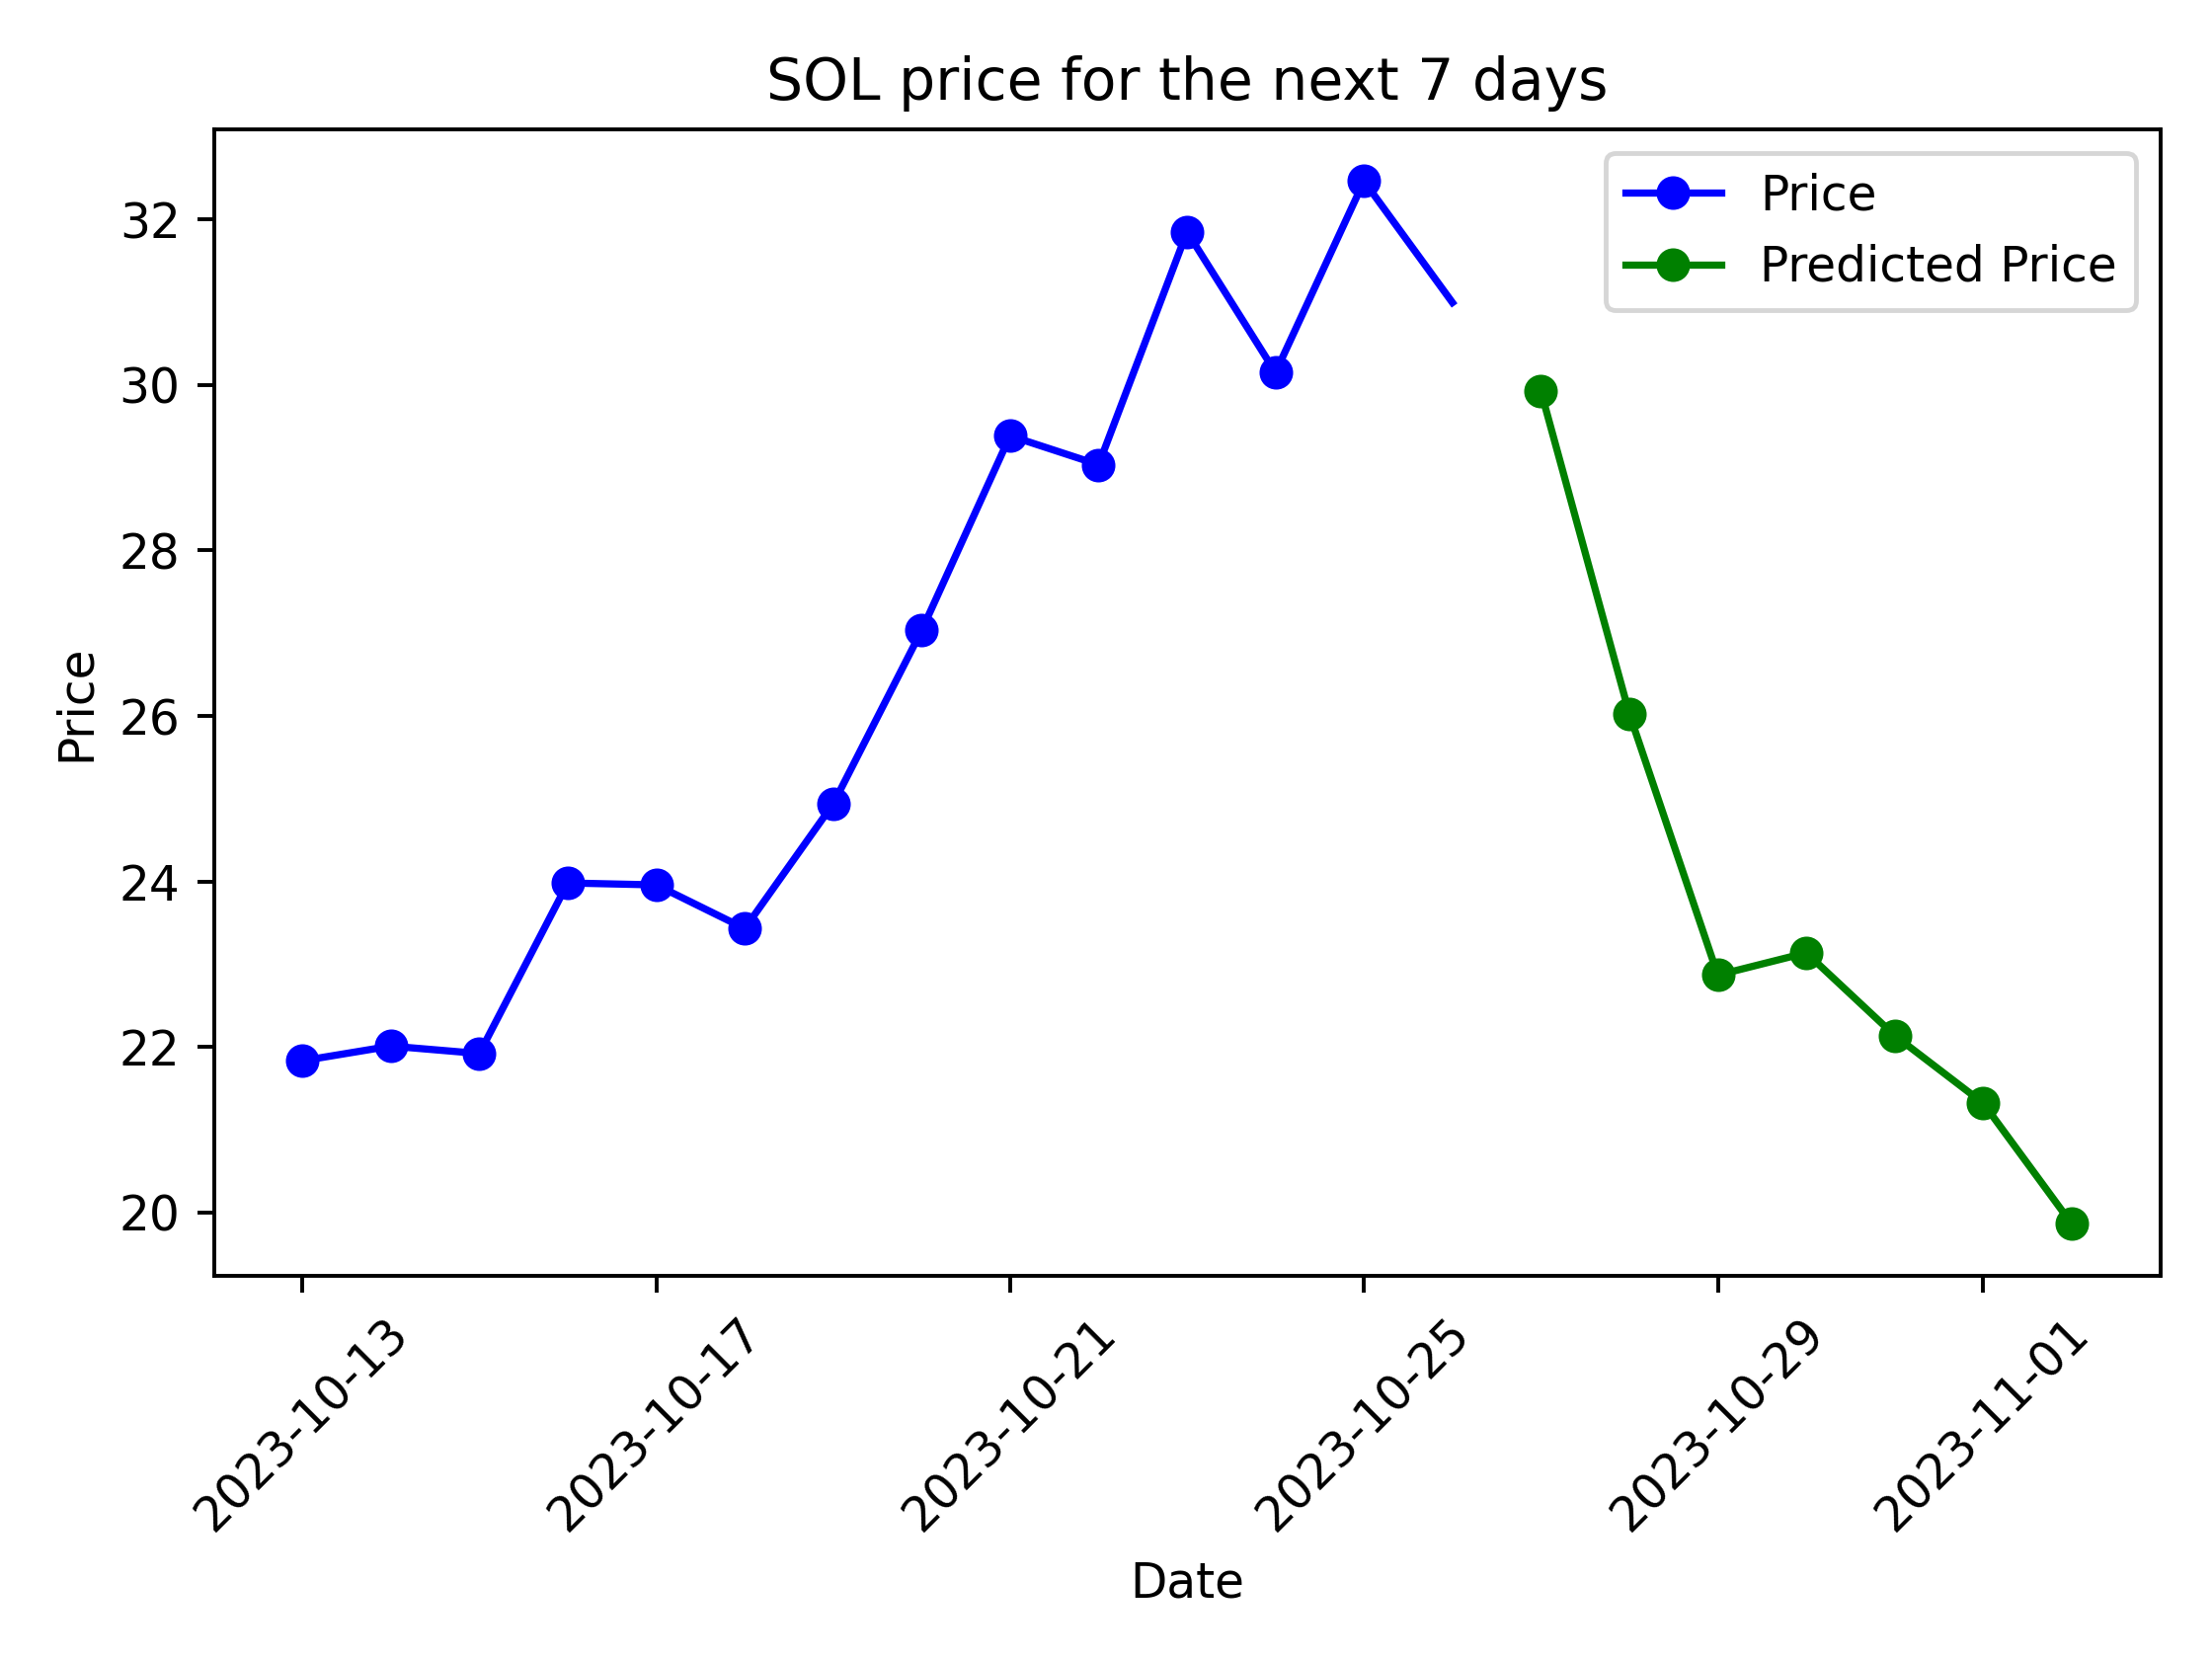 SOL price for the next 7 days
Price
Predicted Price
32
30
28
26
24
22
20
Price
2023-10-13
2023-10-17
2023-10-21
2023-10-25
2023-10-29
2023-11-01
Date